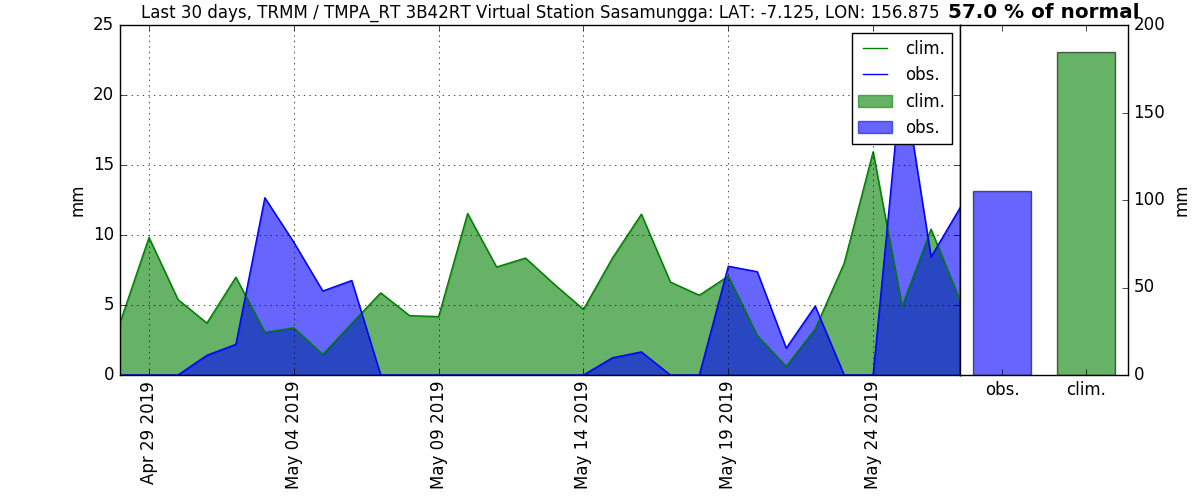 Last 30 days, TRMM / TMPA_RT 3B42RT Virtual Station Sasamungga: LAT: -7.125, LON: 156.875
57.0 % of normal
25
20
15
10
5
0
mm
clim.
obs.
clim.
obs.
200
150
100
50
0
mm
Apr 29 2019
May 04 2019
May 09 2019
May 14 2019
May 19 2019
May 24 2019
obs.
clim.